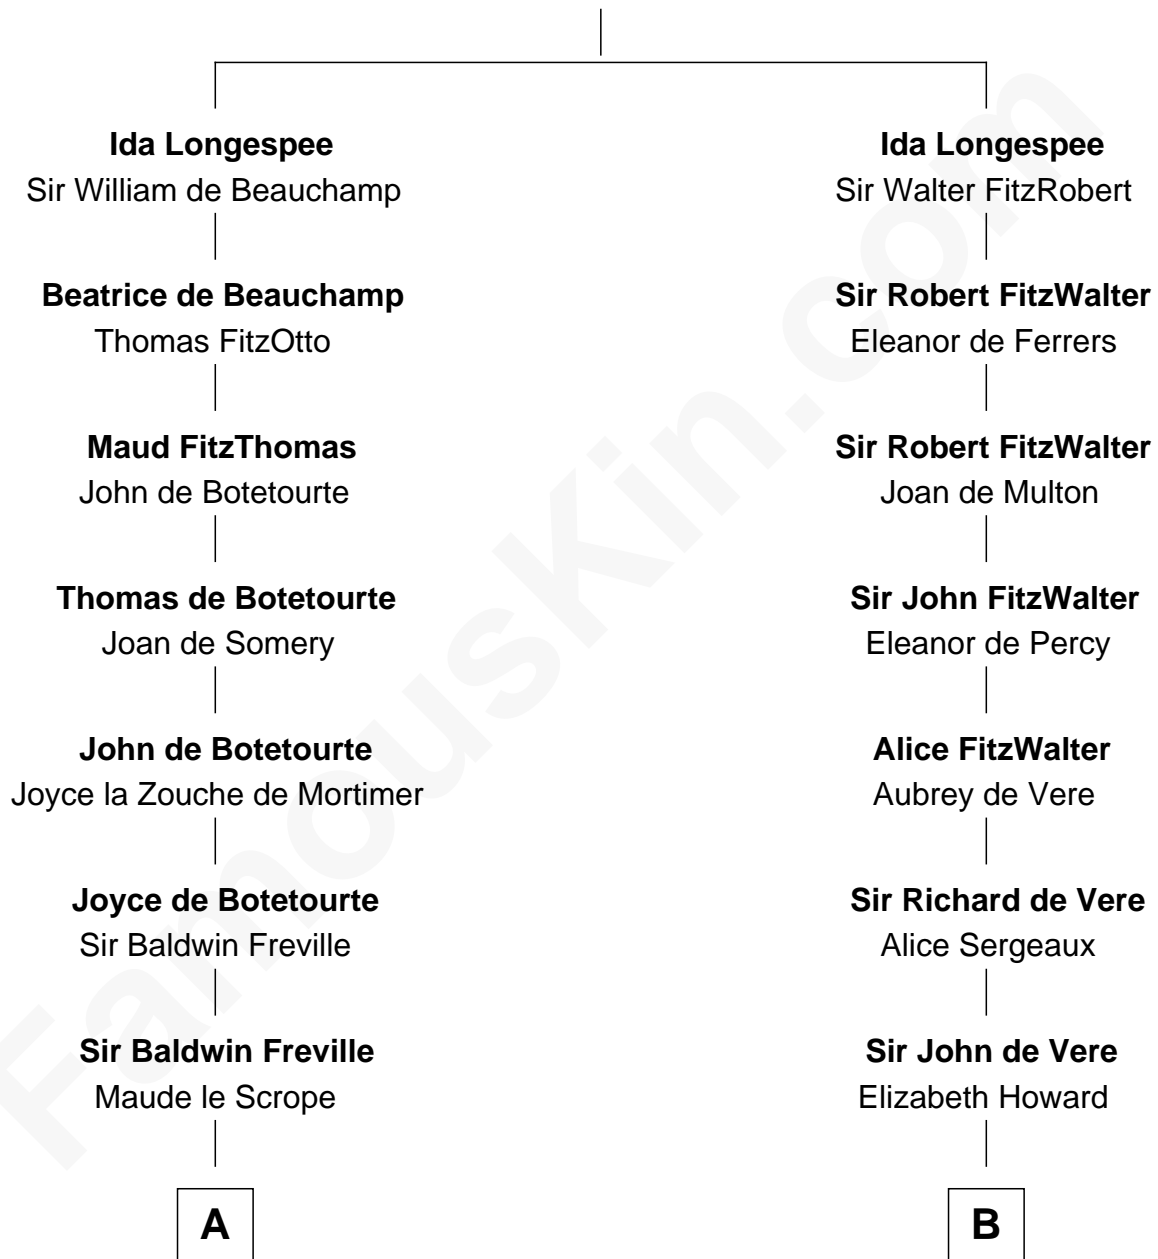 Ida Longespee
Sir William de Beauchamp
Beatrice de Beauchamp
Thomas FitzOtto
Maud FitzThomas
John de Botetourte
Thomas de Botetourte
Joan de Somery
John de Botetourte
Joyce la Zouche de Mortimer
Joyce de Botetourte
Sir Baldwin Freville
Sir Baldwin Freville
Maude le Scrope
A
Ida Longespee
Sir Walter FitzRobert
Sir Robert FitzWalter
Eleanor de Ferrers
Sir Robert FitzWalter
Joan de Multon
Sir John FitzWalter
Eleanor de Percy
Alice FitzWalter
Aubrey de Vere
Sir Richard de Vere
Alice Sergeaux
Sir John de Vere
Elizabeth Howard
B
FamousKin.com